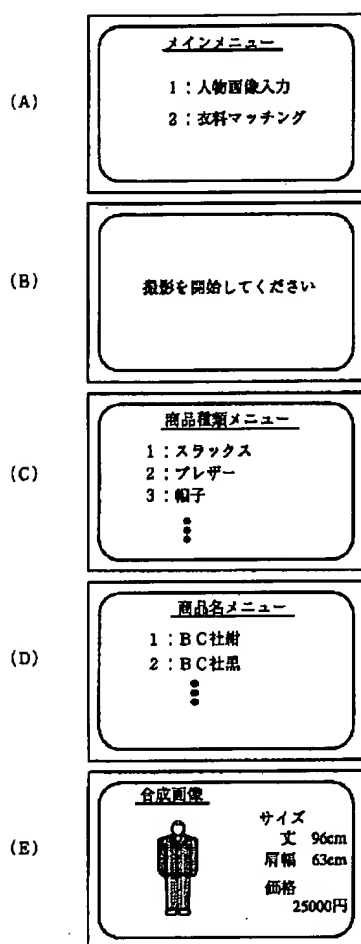 (A)
メインメニュー
1：人物画像入力
2：衣料マッチング
(B)
撮影を開始してください
(C)
商品種類メニュー
1：スラックス
2：ブレザー
3：帽子
(D)
商品名メニュー
1：BC社紺
2：BC社黒
(E)
合成画像
サイズ
丈 96cm
肩幅 63cm
価格
25000円